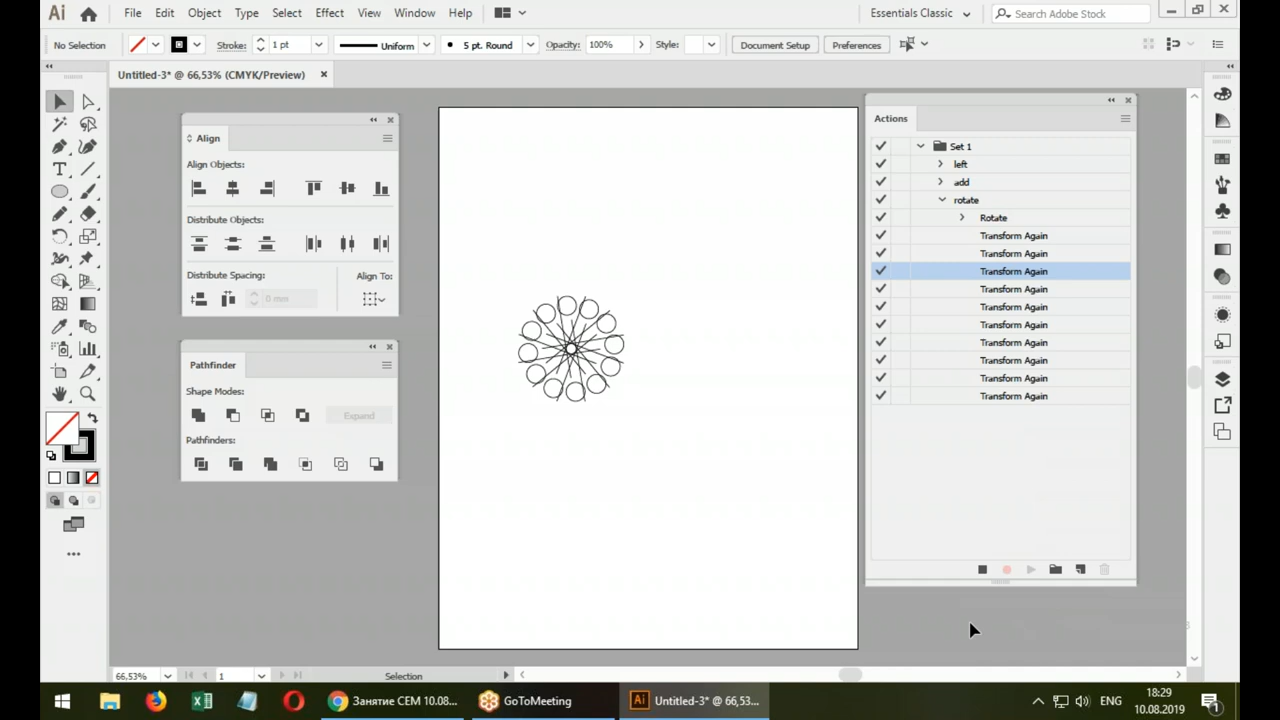 Ai File Edit Object Type Select Effect View Window Help Essentials Classic Search Adobe Stock
No Selection Stroke: 1 pt Uniform 5 pt. Round Opacity: 100% Style: Document Setup Preferences
Untitled-3* @ 66,53% (CMYK/Preview)
Align
Align Objects:
Distribute Objects:
Distribute Spacing: Align To:
0 mm
Pathfinder
Shape Modes:
Expand
Pathfinders:
Actions
Set 1
left
add
rotate
Rotate
Transform Again
Transform Again
Transform Again
Transform Again
Transform Again
Transform Again
Transform Again
Transform Again
Transform Again
Transform Again
66,53% 1 Selection
Занятие СЕМ 10.08... GoToMeeting Ai Untitled-3* @ 66,53... ENG 18:29
10.08.2019 1